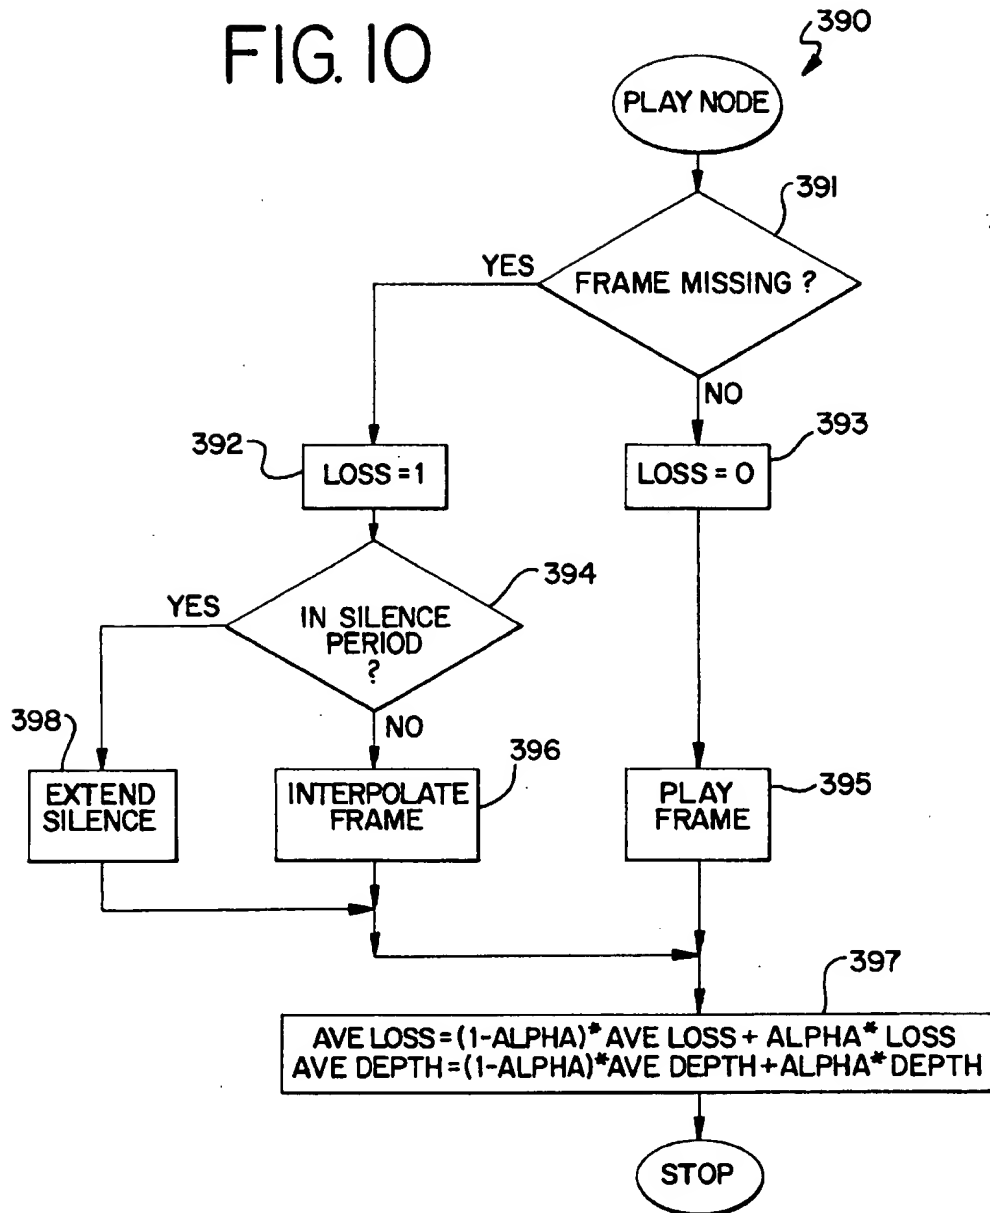 FIG. 10
390
PLAY NODE
391
FRAME MISSING ?
YES
NO
392
LOSS = 1
393
LOSS = 0
394
IN SILENCE
PERIOD
?
YES
NO
398
EXTEND
SILENCE
396
INTERPOLATE
FRAME
395
PLAY
FRAME
397
AVE LOSS = (1-ALPHA)* AVE LOSS + ALPHA* LOSS
AVE DEPTH = (1-ALPHA)*AVE DEPTH + ALPHA* DEPTH
STOP